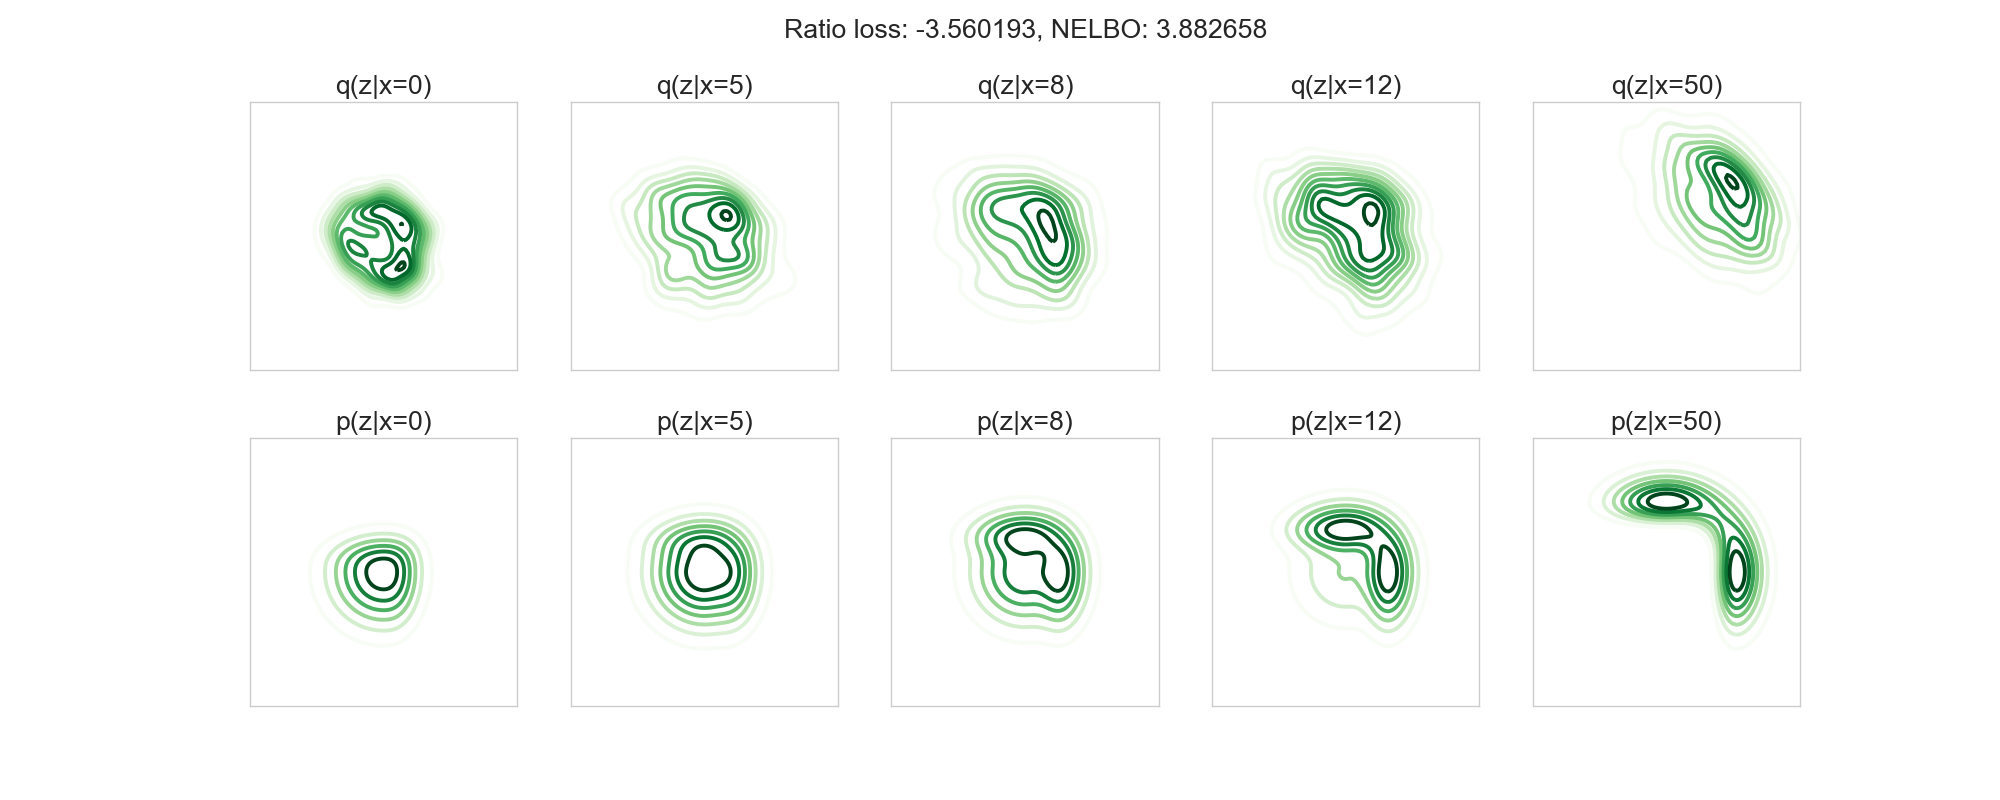 Ratio loss: -3.560193, NELBO: 3.882658
q(z|x=0) q(z|x=5) q(z|x=8) q(z|x=12) q(z|x=50)
p(z|x=0) p(z|x=5) p(z|x=8) p(z|x=12) p(z|x=50)